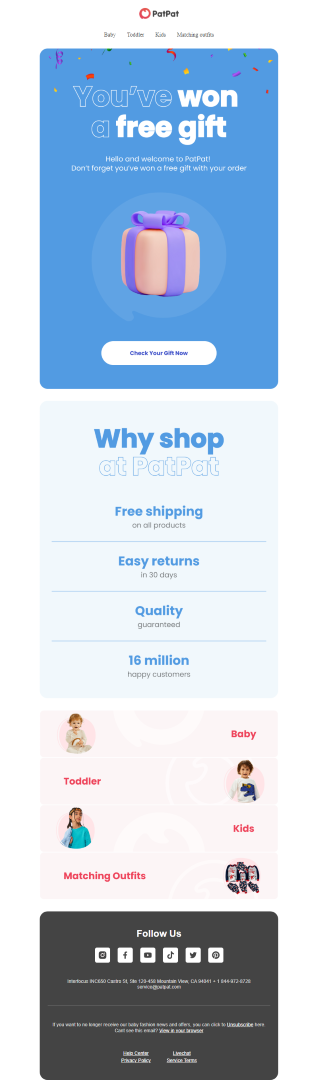 PatPat
Baby Toddler Kids Matching outfits
You've won
a free gift
Hello and welcome to PatPat!
Don't forget you've won a free gift with your order
Check Your Gift Now
Why shop
at PatPat
Free shipping
on all products
Easy returns
in 30 days
Quality
guaranteed
16 million
happy customers
Baby
Toddler
Kids
Matching Outfits
Follow Us
Interfocus INC650 Castro St, Ste 120-458 Mountain View, CA 94041 + 1 844-972-8728
service@patpat.com
If you want to no longer receive our baby fashion news and offers, you can click to Unsubscribe here.
Cant see this email? View in your browser
Help Center Livechat
Privacy Policy Service Terms